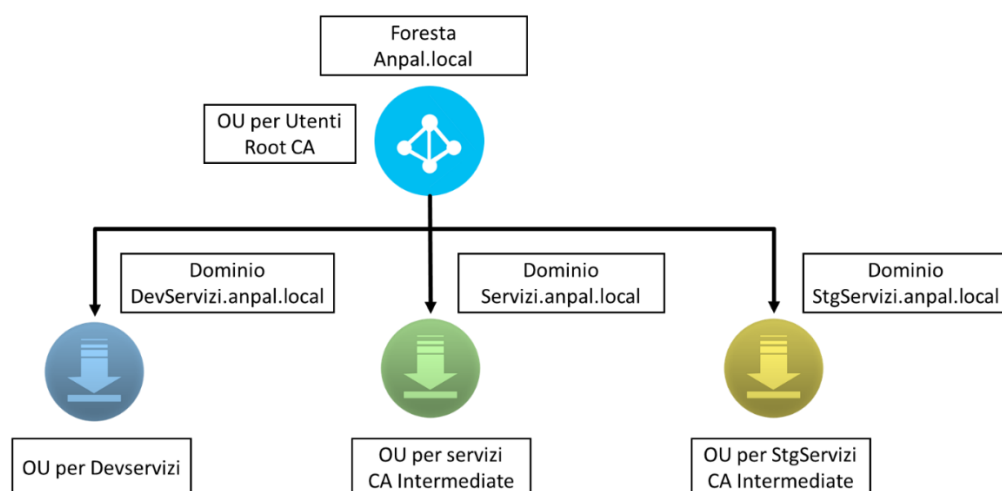 Foresta
Anpal.local
OU per Utenti
Root CA
Dominio
DevServizi.anpal.local
Dominio
Servizi.anpal.local
Dominio
StgServizi.anpal.local
OU per Devservizi
OU per servizi
CA Intermediate
OU per StgServizi
CA Intermediate